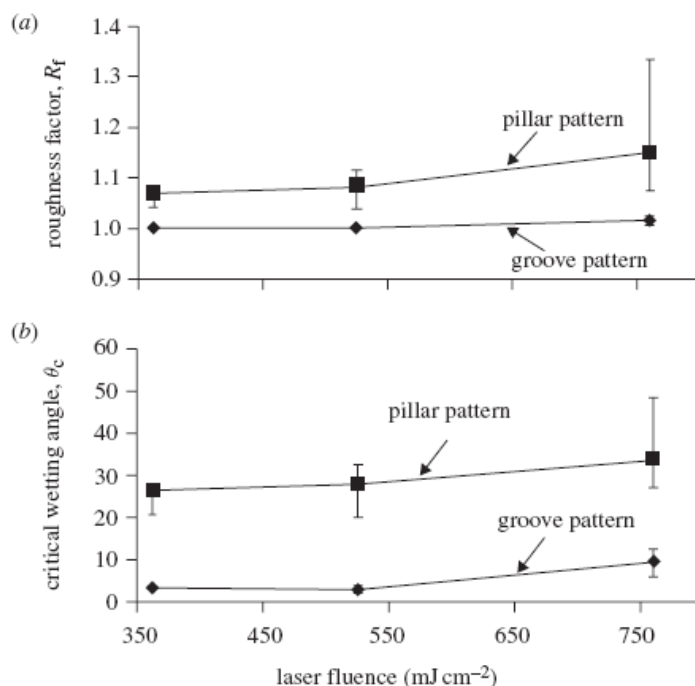 (a)
1.4
1.3
1.2
1.1
1.0
0.9
roughness factor, Rf
pillar pattern
groove pattern
(b)
60
50
40
30
20
10
0
critical wetting angle, θc
pillar pattern
groove pattern
350 450 550 650 750
laser fluence (mJ cm–2)